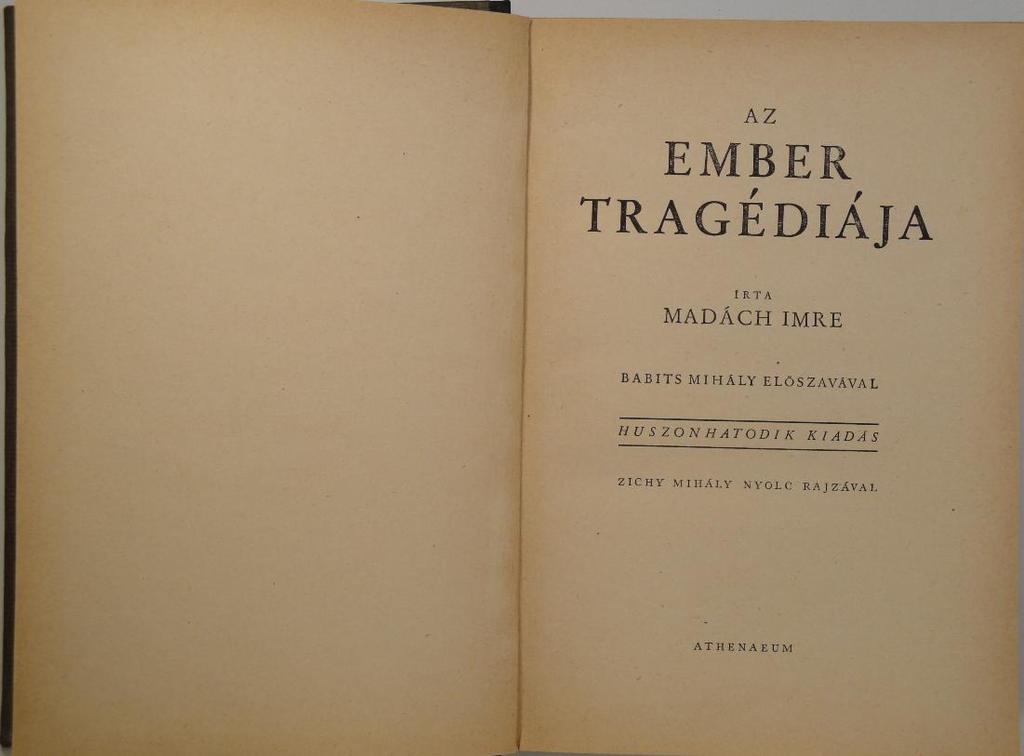 AZ
EMBER
TRAGÉDIÁJA
ÍRTA
MADÁCH IMRE
BABITS MIHÁLY ELŐSZAVÁVAL
HUSZONHATODIK KIADÁS
ZICHY MIHÁLY NYOLC RAJZÁVAL
ATHENAEUM